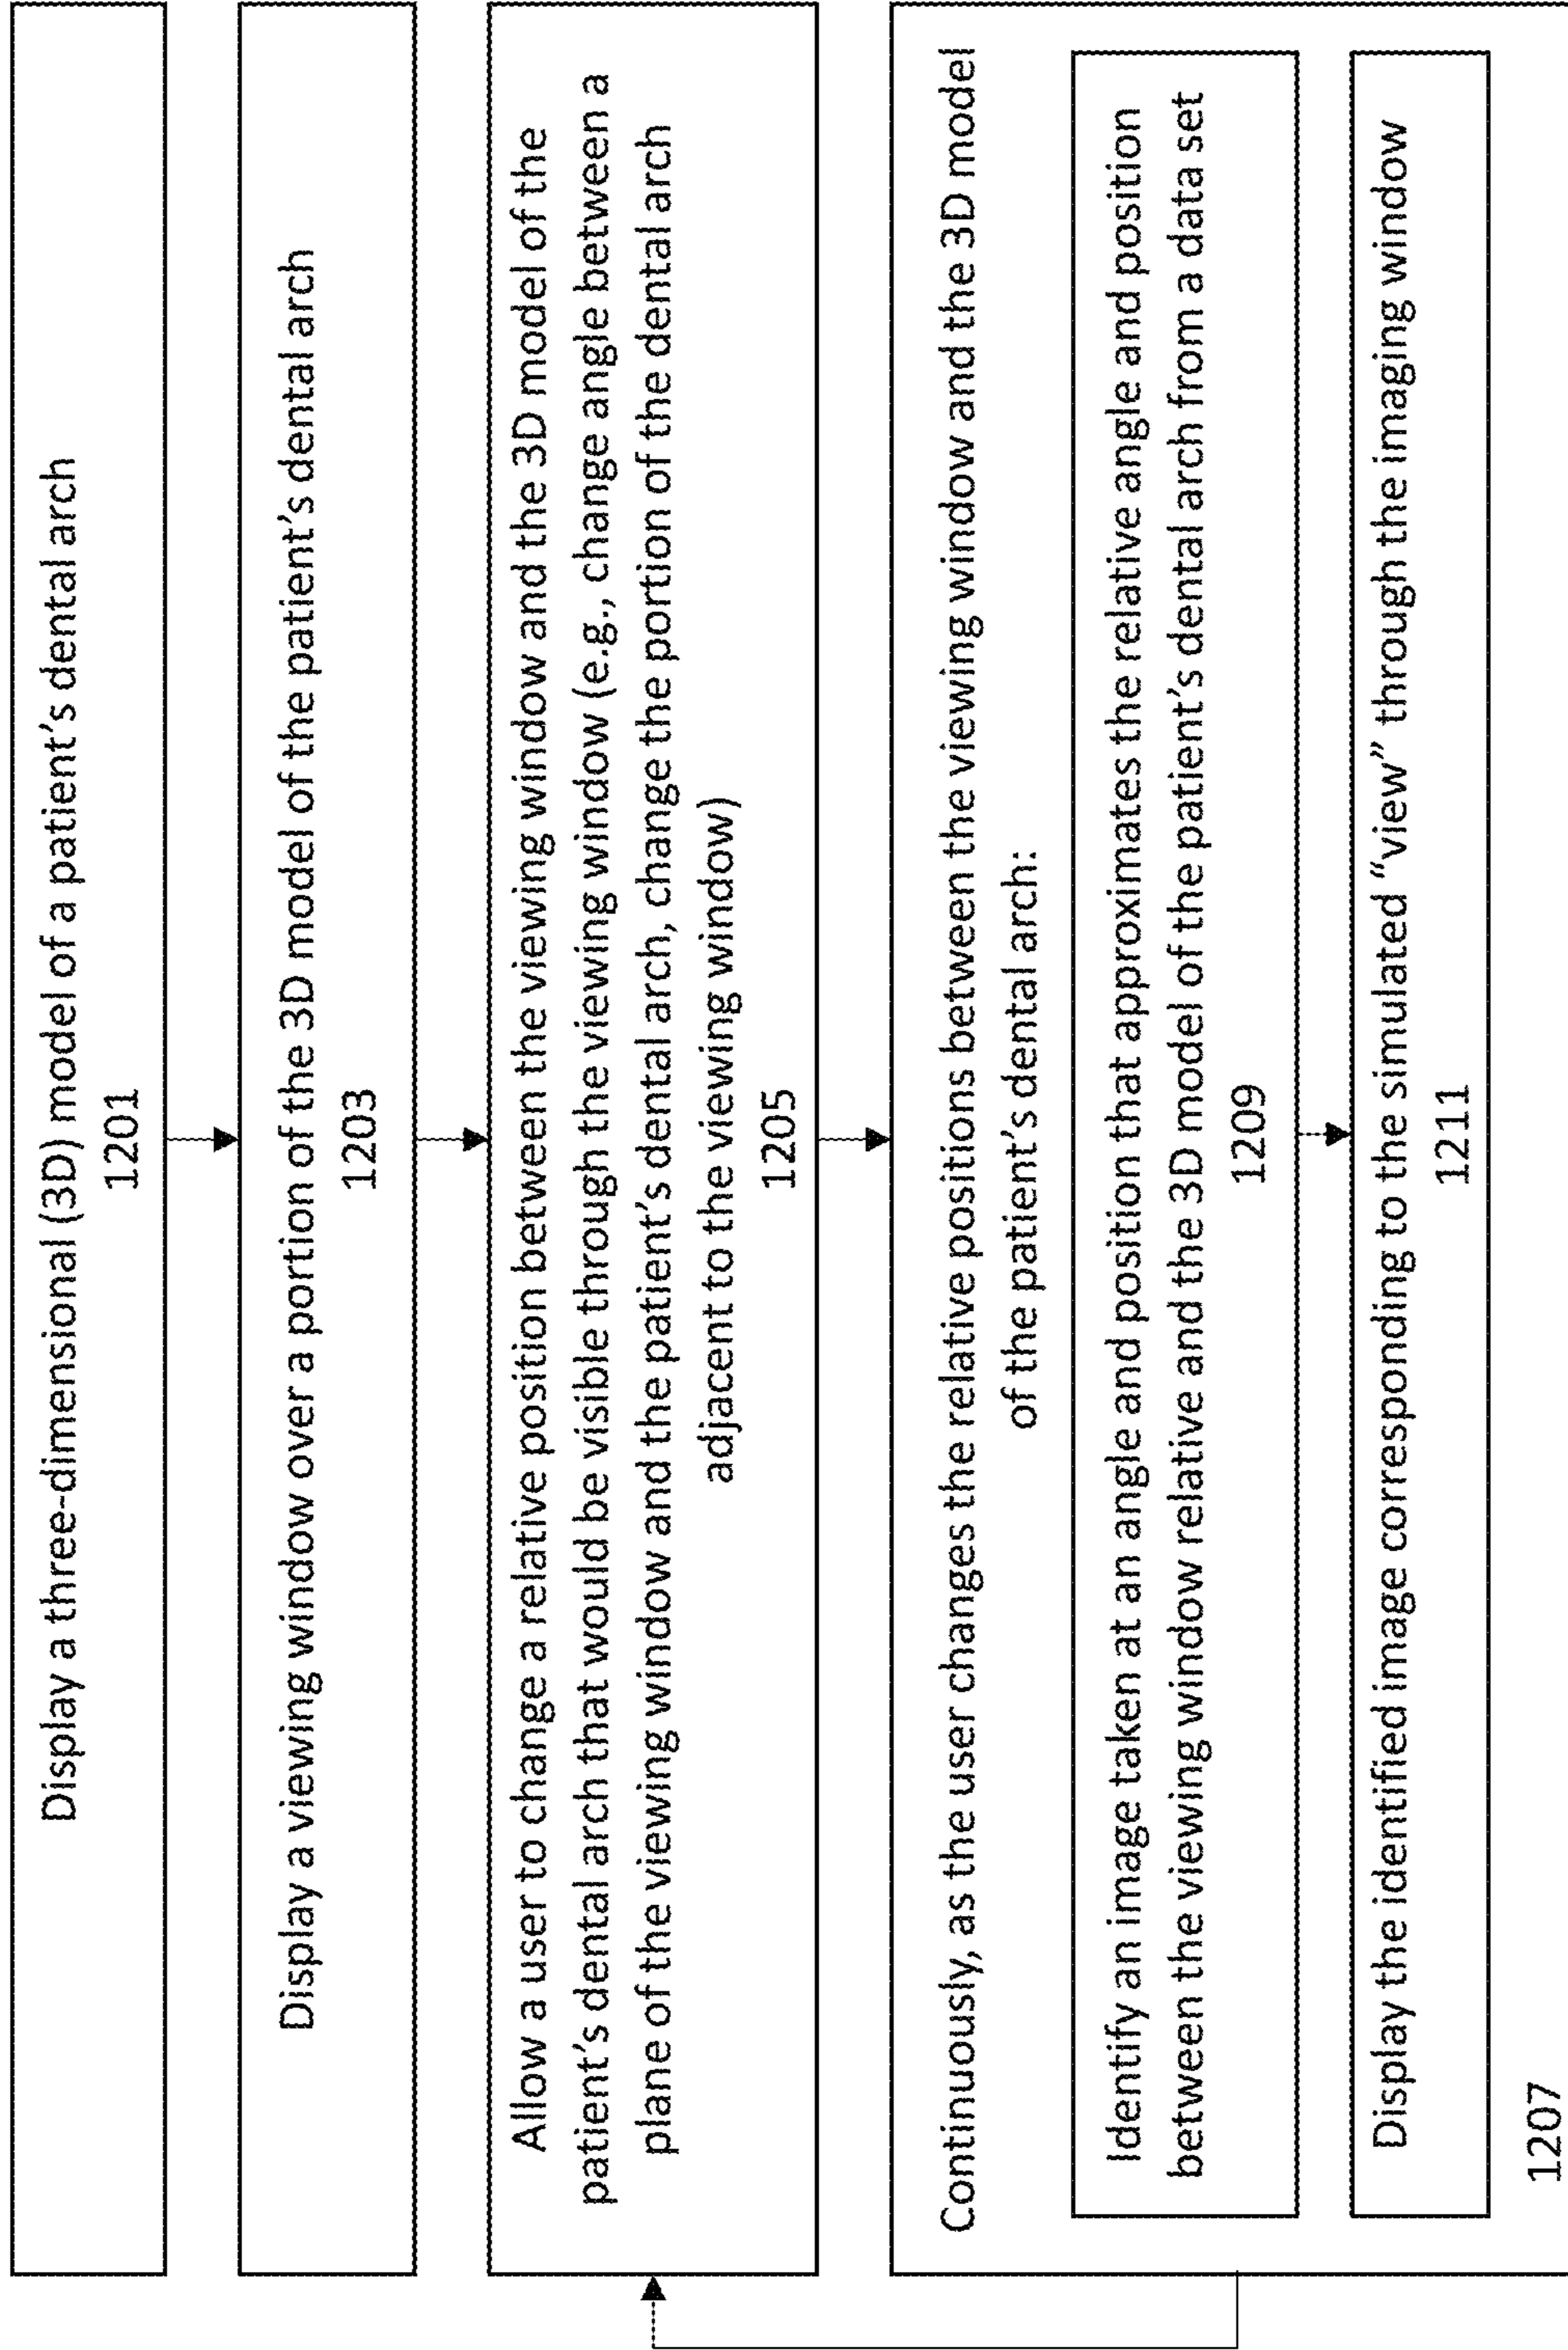 Display a three-dimensional (3D) model of a patient's dental arch
1201
Display a viewing window over a portion of the 3D model of the patient's dental arch
1203
Allow a user to change a relative position between the viewing window and the 3D model of the
patient's dental arch that would be visible through the viewing window (e.g., change angle between a
plane of the viewing window and the patient's dental arch, change the portion of the dental arch
adjacent to the viewing window)
1205
Continuously, as the user changes the relative positions between the viewing window and the 3D model
of the patient's dental arch:
Identify an image taken at an angle and position that approximates the relative angle and position
between the viewing window relative and the 3D model of the patient's dental arch from a data set
1209
Display the identified image corresponding to the simulated "view" through the imaging window
1211
1207